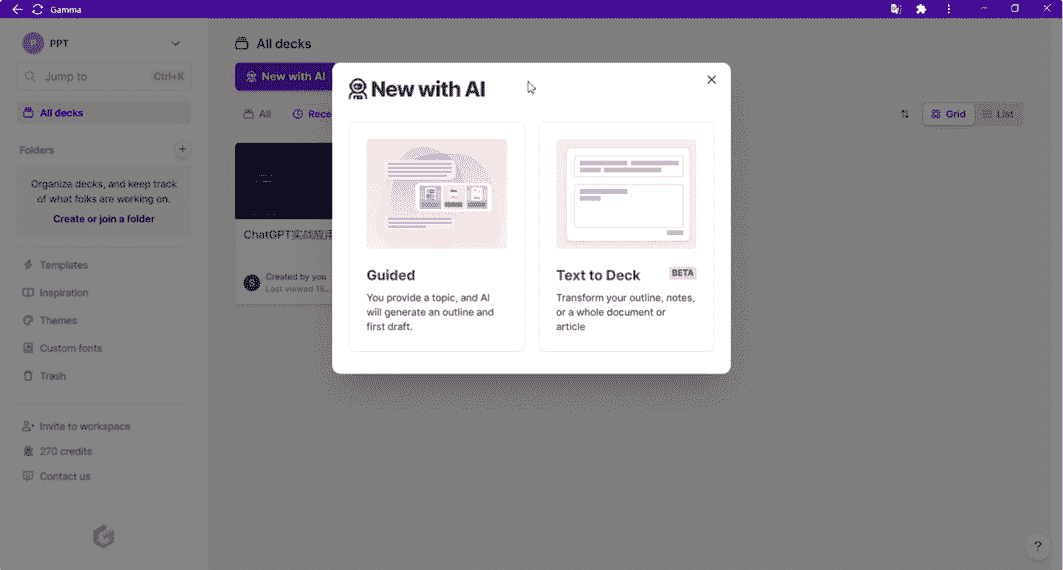 Gamma
PPT
Jump to
Ctrl+K
All decks
Folders
Organize decks, and keep track
of what folks are working on.
Create or join a folder
Templates
Inspiration
Themes
Custom fonts
Trash
Invite to workspace
270 credits
Contact us
All decks
New with AI
All
Rece
Grid
List
ChatGPT实战应用
Created by you
Last viewed 18...
New with AI
Guided
You provide a topic, and AI
will generate an outline and
first draft.
Text to Deck
BETA
Transform your outline, notes,
or a whole document or
article
?